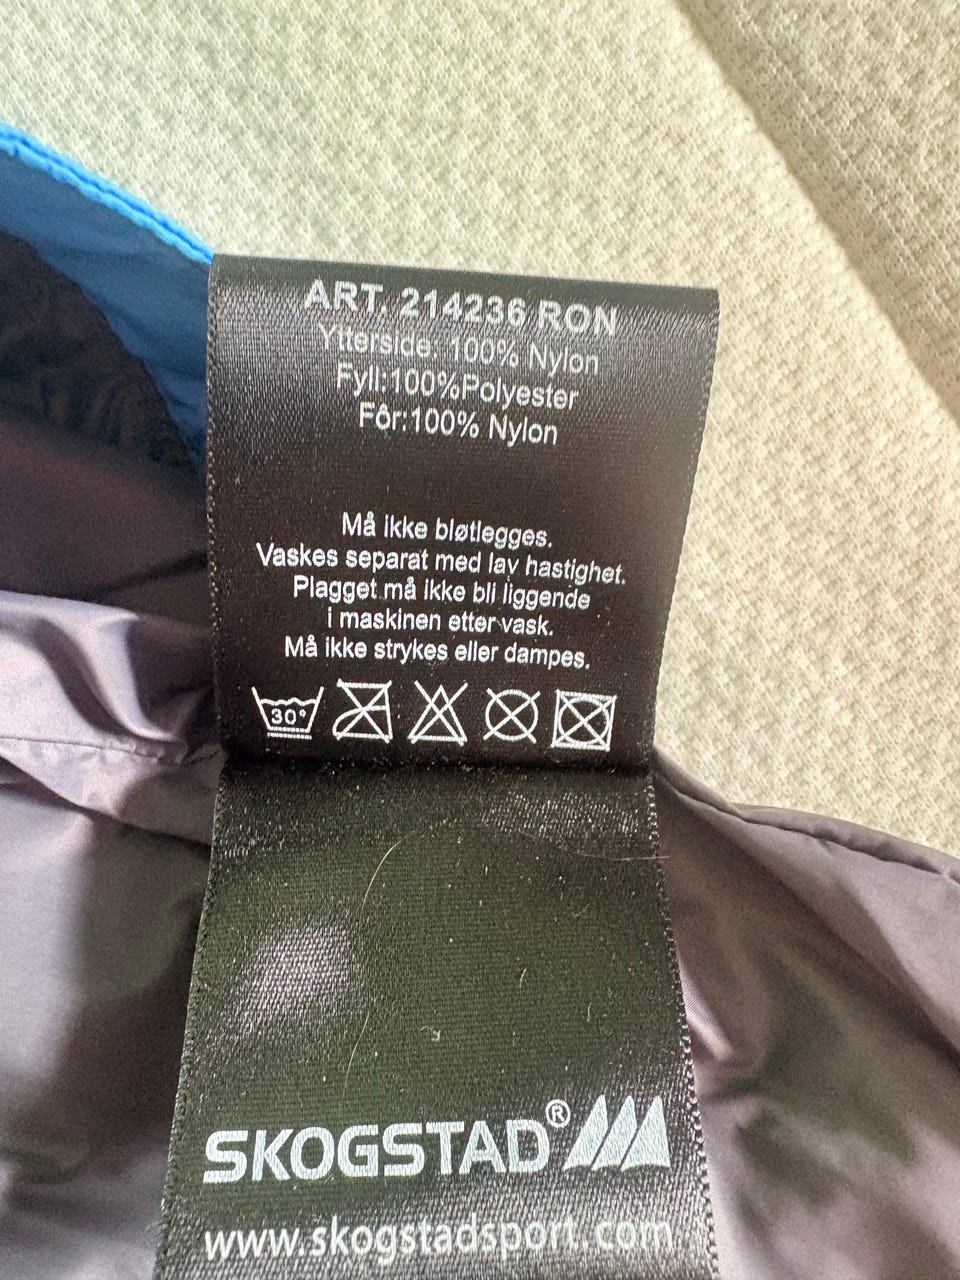 ART. 214236 RON
Ytterside: 100% Nylon
Fyll:100%Polyester
Fôr:100% Nylon
Må ikke bløtlegges.
Vaskes separat med lav hastighet.
Plagget må ikke bli liggende
i maskinen etter vask.
Må ikke strykes eller dampes.
30°
SKOGSTAD®
www.skogstadsport.com